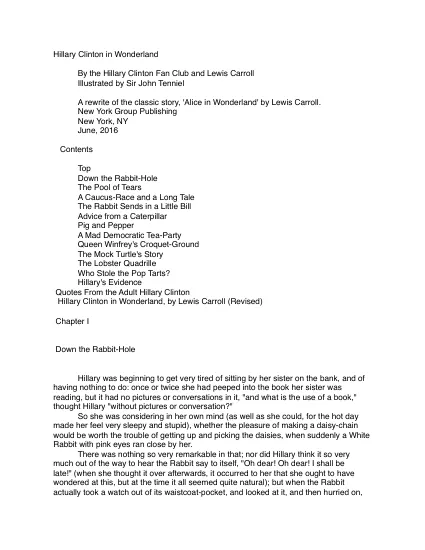 Hillary Clinton in Wonderland
By the Hillary Clinton Fan Club and Lewis Carroll
Illustrated by Sir John Tenniel
A rewrite of the classic story, 'Alice in Wonderland' by Lewis Carroll.
New York Group Publishing
New York, NY
June, 2016
Contents
Top
Down the Rabbit-Hole
The Pool of Tears
A Caucus-Race and a Long Tale
The Rabbit Sends in a Little Bill
Advice from a Caterpillar
Pig and Pepper
A Mad Democratic Tea-Party
Queen Winfrey's Croquet-Ground
The Mock Turtle's Story
The Lobster Quadrille
Who Stole the Pop Tarts?
Hillary's Evidence
Quotes From the Adult Hillary Clinton
Hillary Clinton in Wonderland, by Lewis Carroll (Revised)
Chapter I
Down the Rabbit-Hole
Hillary was beginning to get very tired of sitting by her sister on the bank, and of
having nothing to do: once or twice she had peeped into the book her sister was
reading, but it had no pictures or conversations in it, "and what is the use of a book,"
thought Hillary "without pictures or conversation?"
So she was considering in her own mind (as well as she could, for the hot day
made her feel very sleepy and stupid), whether the pleasure of making a daisy-chain
would be worth the trouble of getting up and picking the daisies, when suddenly a White
Rabbit with pink eyes ran close by her.
There was nothing so very remarkable in that; nor did Hillary think it so very
much out of the way to hear the Rabbit say to itself, "Oh dear! Oh dear! I shall be
late!" (when she thought it over afterwards, it occurred to her that she ought to have
wondered at this, but at the time it all seemed quite natural); but when the Rabbit
actually took a watch out of its waistcoat-pocket, and looked at it, and then hurried on,